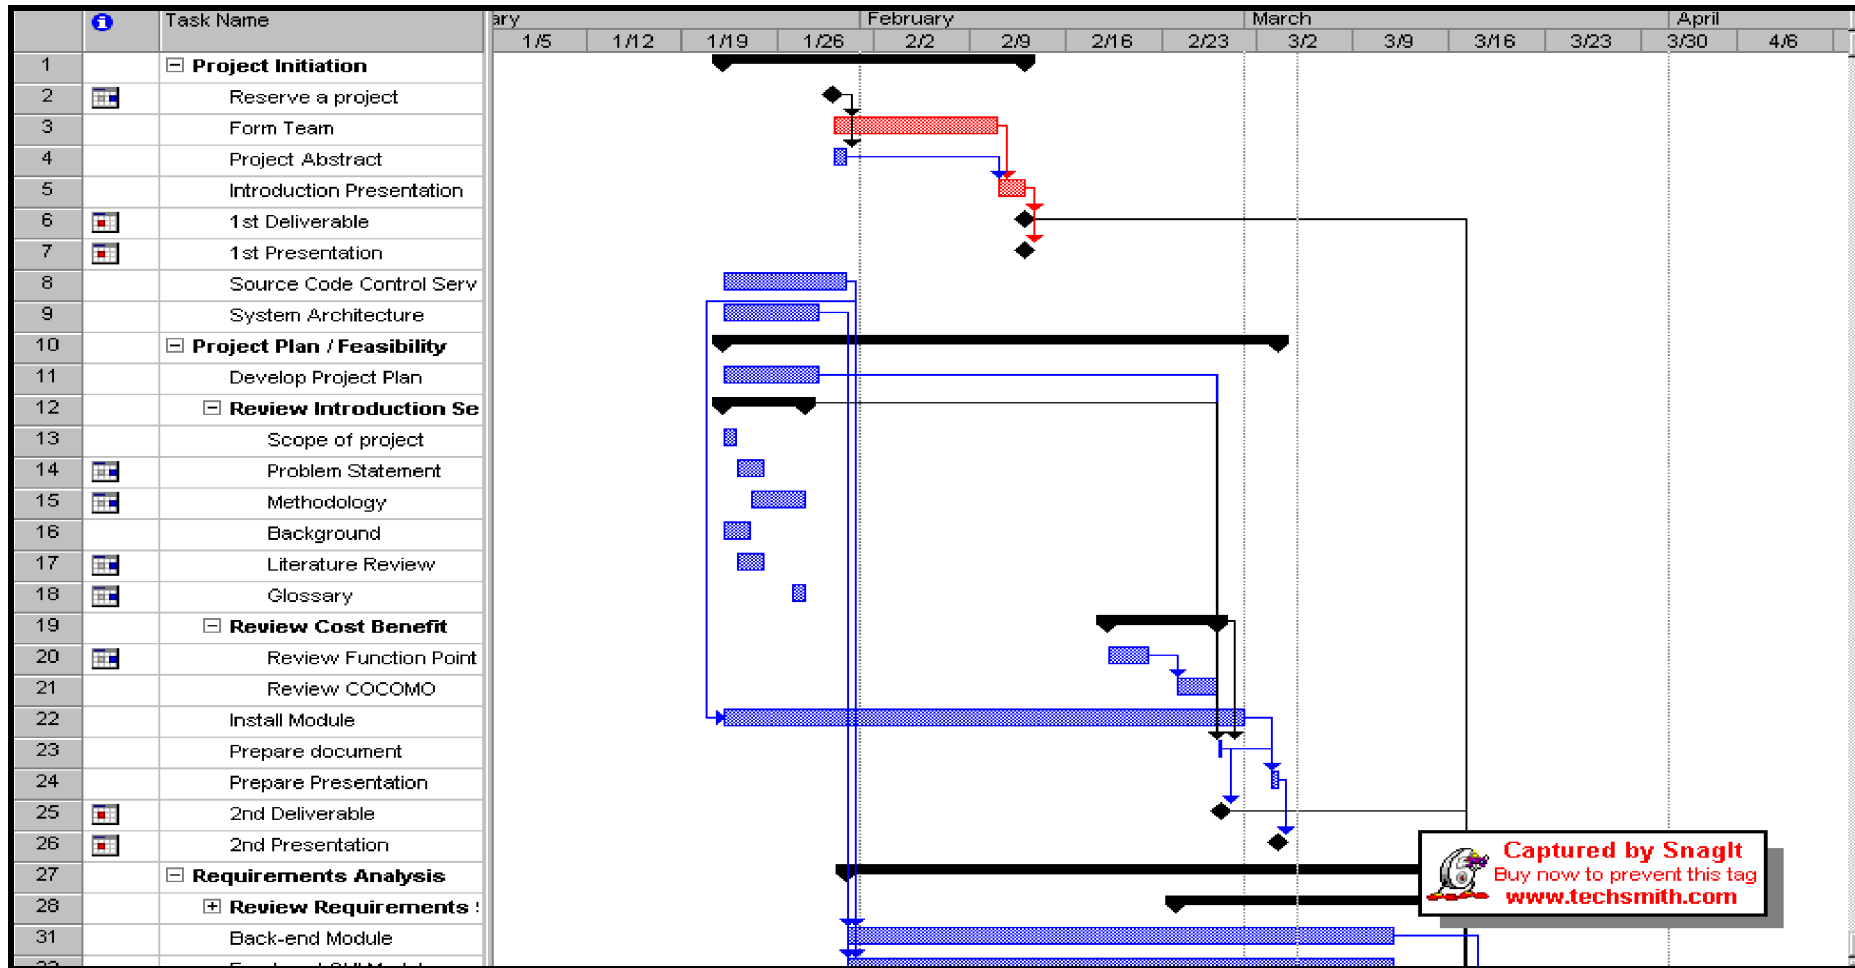 Task Name
ary February March April
1/5 1/12 1/19 1/26 2/2 2/9 2/16 2/23 3/2 3/9 3/16 3/23 3/30 4/6
1 Project Initiation
2 Reserve a project
3 Form Team
4 Project Abstract
5 Introduction Presentation
6 1st Deliverable
7 1st Presentation
8 Source Code Control Serv
9 System Architecture
10 Project Plan / Feasibility
11 Develop Project Plan
12 Review Introduction Se
13 Scope of project
14 Problem Statement
15 Methodology
16 Background
17 Literature Review
18 Glossary
19 Review Cost Benefit
20 Review Function Point
21 Review COCOMO
22 Install Module
23 Prepare document
24 Prepare Presentation
25 2nd Deliverable
26 2nd Presentation
27 Requirements Analysis
28 Review Requirements
31 Back-end Module
Captured by SnagIt
Buy now to prevent this tag
www.techsmith.com